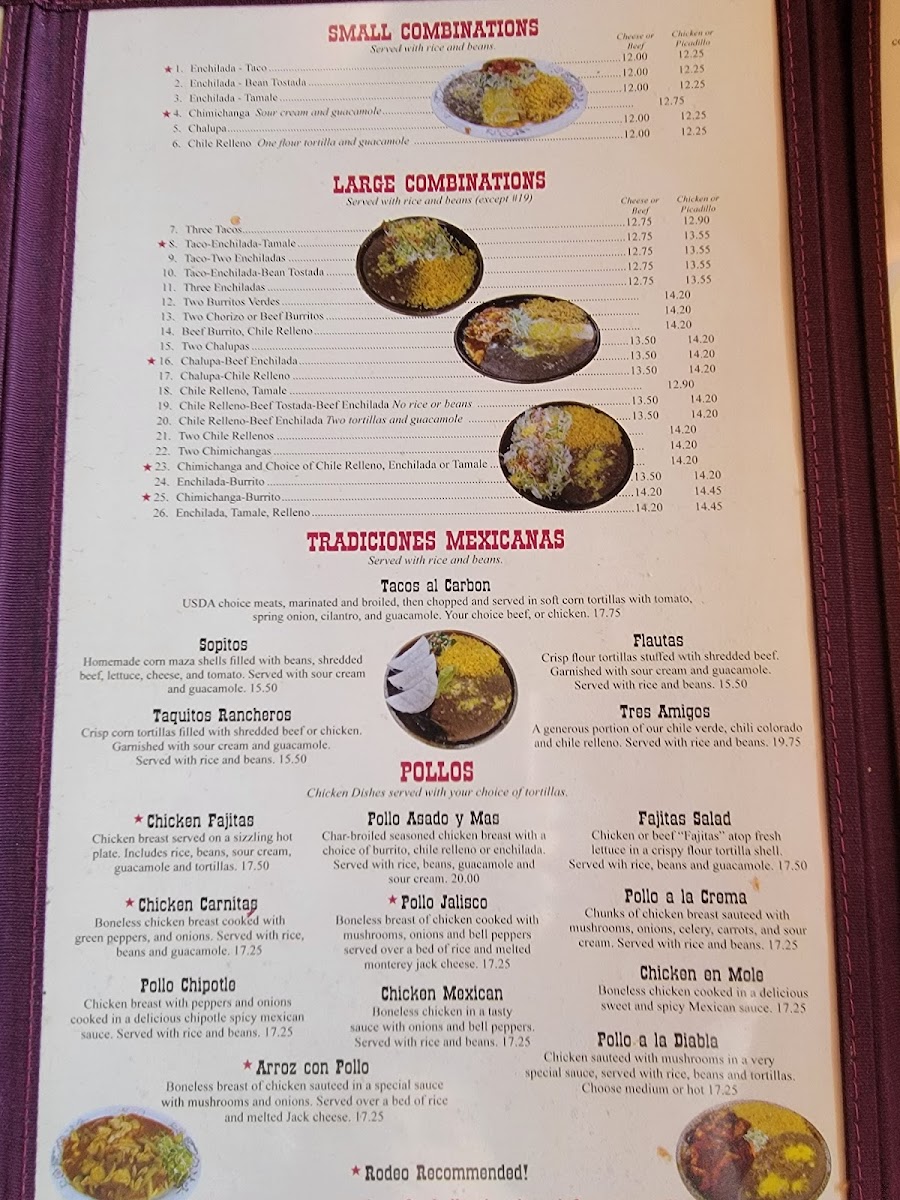 SMALL COMBINATIONS
Served with rice and beans.
Cheese or Beef Chicken or Picadillo
★ 1. Enchilada - Taco 12.00 12.25
2. Enchilada - Bean Tostada 12.00 12.25
3. Enchilada - Tamale 12.00 12.25
★ 4. Chimichanga Sour cream and guacamole 12.75
5. Chalupa 12.00 12.25
6. Chile Relleno One flour tortilla and guacamole 12.00 12.25
LARGE COMBINATIONS
Served with rice and beans (except #19)
Cheese or Beef Chicken or Picadillo
7. Three Tacos 12.75 12.90
★ 8. Taco-Enchilada-Tamale 12.75 13.55
9. Taco-Two Enchiladas 12.75 13.55
10. Taco-Enchilada-Bean Tostada 12.75 13.55
11. Three Enchiladas 12.75 13.55
12. Two Burritos Verdes 14.20
13. Two Chorizo or Beef Burritos 14.20
14. Beef Burrito, Chile Relleno 14.20
15. Two Chalupas 13.50 14.20
★ 16. Chalupa-Beef Enchilada 13.50 14.20
17. Chalupa-Chile Relleno 13.50 14.20
18. Chile Relleno, Tamale 12.90
19. Chile Relleno-Beef Tostada-Beef Enchilada No rice or beans 13.50 14.20
20. Chile Relleno-Beef Enchilada Two tortillas and guacamole 13.50 14.20
21. Two Chile Rellenos 14.20
22. Two Chimichangas 14.20
★ 23. Chimichanga and Choice of Chile Relleno, Enchilada or Tamale 14.20
24. Enchilada-Burrito 13.50 14.20
★ 25. Chimichanga-Burrito 14.20 14.45
26. Enchilada, Tamale, Relleno 14.20 14.45
TRADICIONES MEXICANAS
Served with rice and beans.
Tacos al Carbon
USDA choice meats, marinated and broiled, then chopped and served in soft corn tortillas with tomato,
spring onion, cilantro, and guacamole. Your choice beef, or chicken. 17.75
Sopitos
Homemade corn maza shells filled with beans, shredded
beef, lettuce, cheese, and tomato. Served with sour cream
and guacamole. 15.50
Flautas
Crisp flour tortillas stuffed wtih shredded beef.
Garnished with sour cream and guacamole.
Served with rice and beans. 15.50
Taquitos Rancheros
Crisp corn tortillas filled with shredded beef or chicken.
Garnished with sour cream and guacamole.
Served with rice and beans. 15.50
Tres Amigos
A generous portion of our chile verde, chili colorado
and chile relleno. Served with rice and beans. 19.75
POLLOS
Chicken Dishes served with your choice of tortillas.
★ Chicken Fajitas
Chicken breast served on a sizzling hot
plate. Includes rice, beans, sour cream,
guacamole and tortillas. 17.50
Pollo Asado y Mas
Char-broiled seasoned chicken breast with a
choice of burrito, chile relleno or enchilada.
Served with rice, beans, guacamole and
sour cream. 20.00
Fajitas Salad
Chicken or beef "Fajitas" atop fresh
lettuce in a crispy flour tortilla shell.
Served wih rice, beans and guacamole. 17.50
★ Chicken Carnitas
Boneless chicken breast cooked with
green peppers, and onions. Served with rice,
beans and guacamole. 17.25
★ Pollo Jalisco
Boneless breast of chicken cooked with
mushrooms, onions and bell peppers
served over a bed of rice and melted
monterey jack cheese. 17.25
Pollo a la Crema
Chunks of chicken breast sauteed with
mushrooms, onions, celery, carrots, and sour
cream. Served with rice and beans. 17.25
Pollo Chipotle
Chicken breast with peppers and onions
cooked in a delicious chipotle spicy mexican
sauce. Served with rice and beans. 17.25
Chicken Mexican
Boneless chicken in a tasty
sauce with onions and bell peppers.
Served with rice and beans. 17.25
Chicken en Mole
Boneless chicken cooked in a delicious
sweet and spicy Mexican sauce. 17.25
★ Arroz con Pollo
Boneless breast of chicken sauteed in a special sauce
with mushrooms and onions. Served over a bed of rice
and melted Jack cheese. 17.25
Pollo a la Diabla
Chicken sauteed with mushrooms in a very
special sauce, served with rice, beans and tortillas.
Choose medium or hot 17.25
★ Rodeo Recommended!